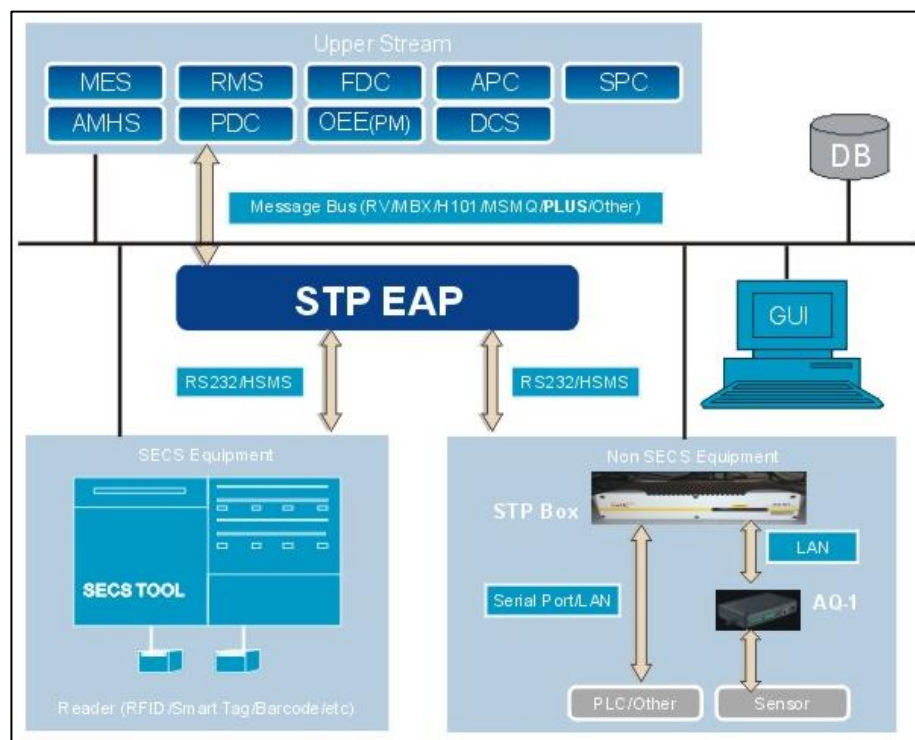 Upper Stream
MES RMS FDC APC SPC
AMHS PDC OEE(PM) DCS
DB
Message Bus (RV/MBX/H101/MSMQ/PLUS/Other)
STP EAP
GUI
RS232/HSMS
RS232/HSMS
SECS Equipment
SECS TOOL
Reader (RFID/Smart Tag/Barcode/etc)
Non SECS Equipment
STP Box
LAN
Serial Port/LAN
AQ-1
PLC/Other
Sensor